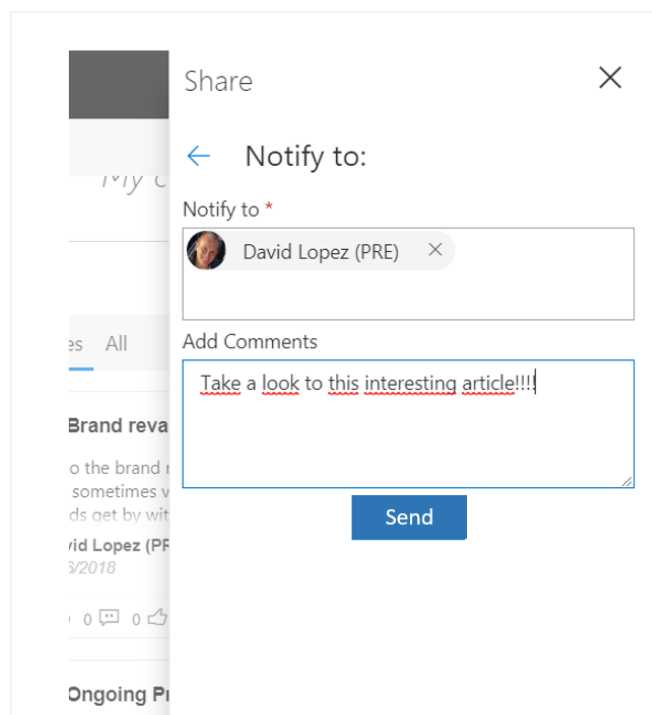 Share
Notify to:
My c
Notify to *
David Lopez (PRE)
es All
Add Comments
Take a look to this interesting article!!!!
Brand reva
o the brand
sometimes v
ds get by wit
Send
vid Lopez (PR
6/2018
0 0
Ongoing Pr